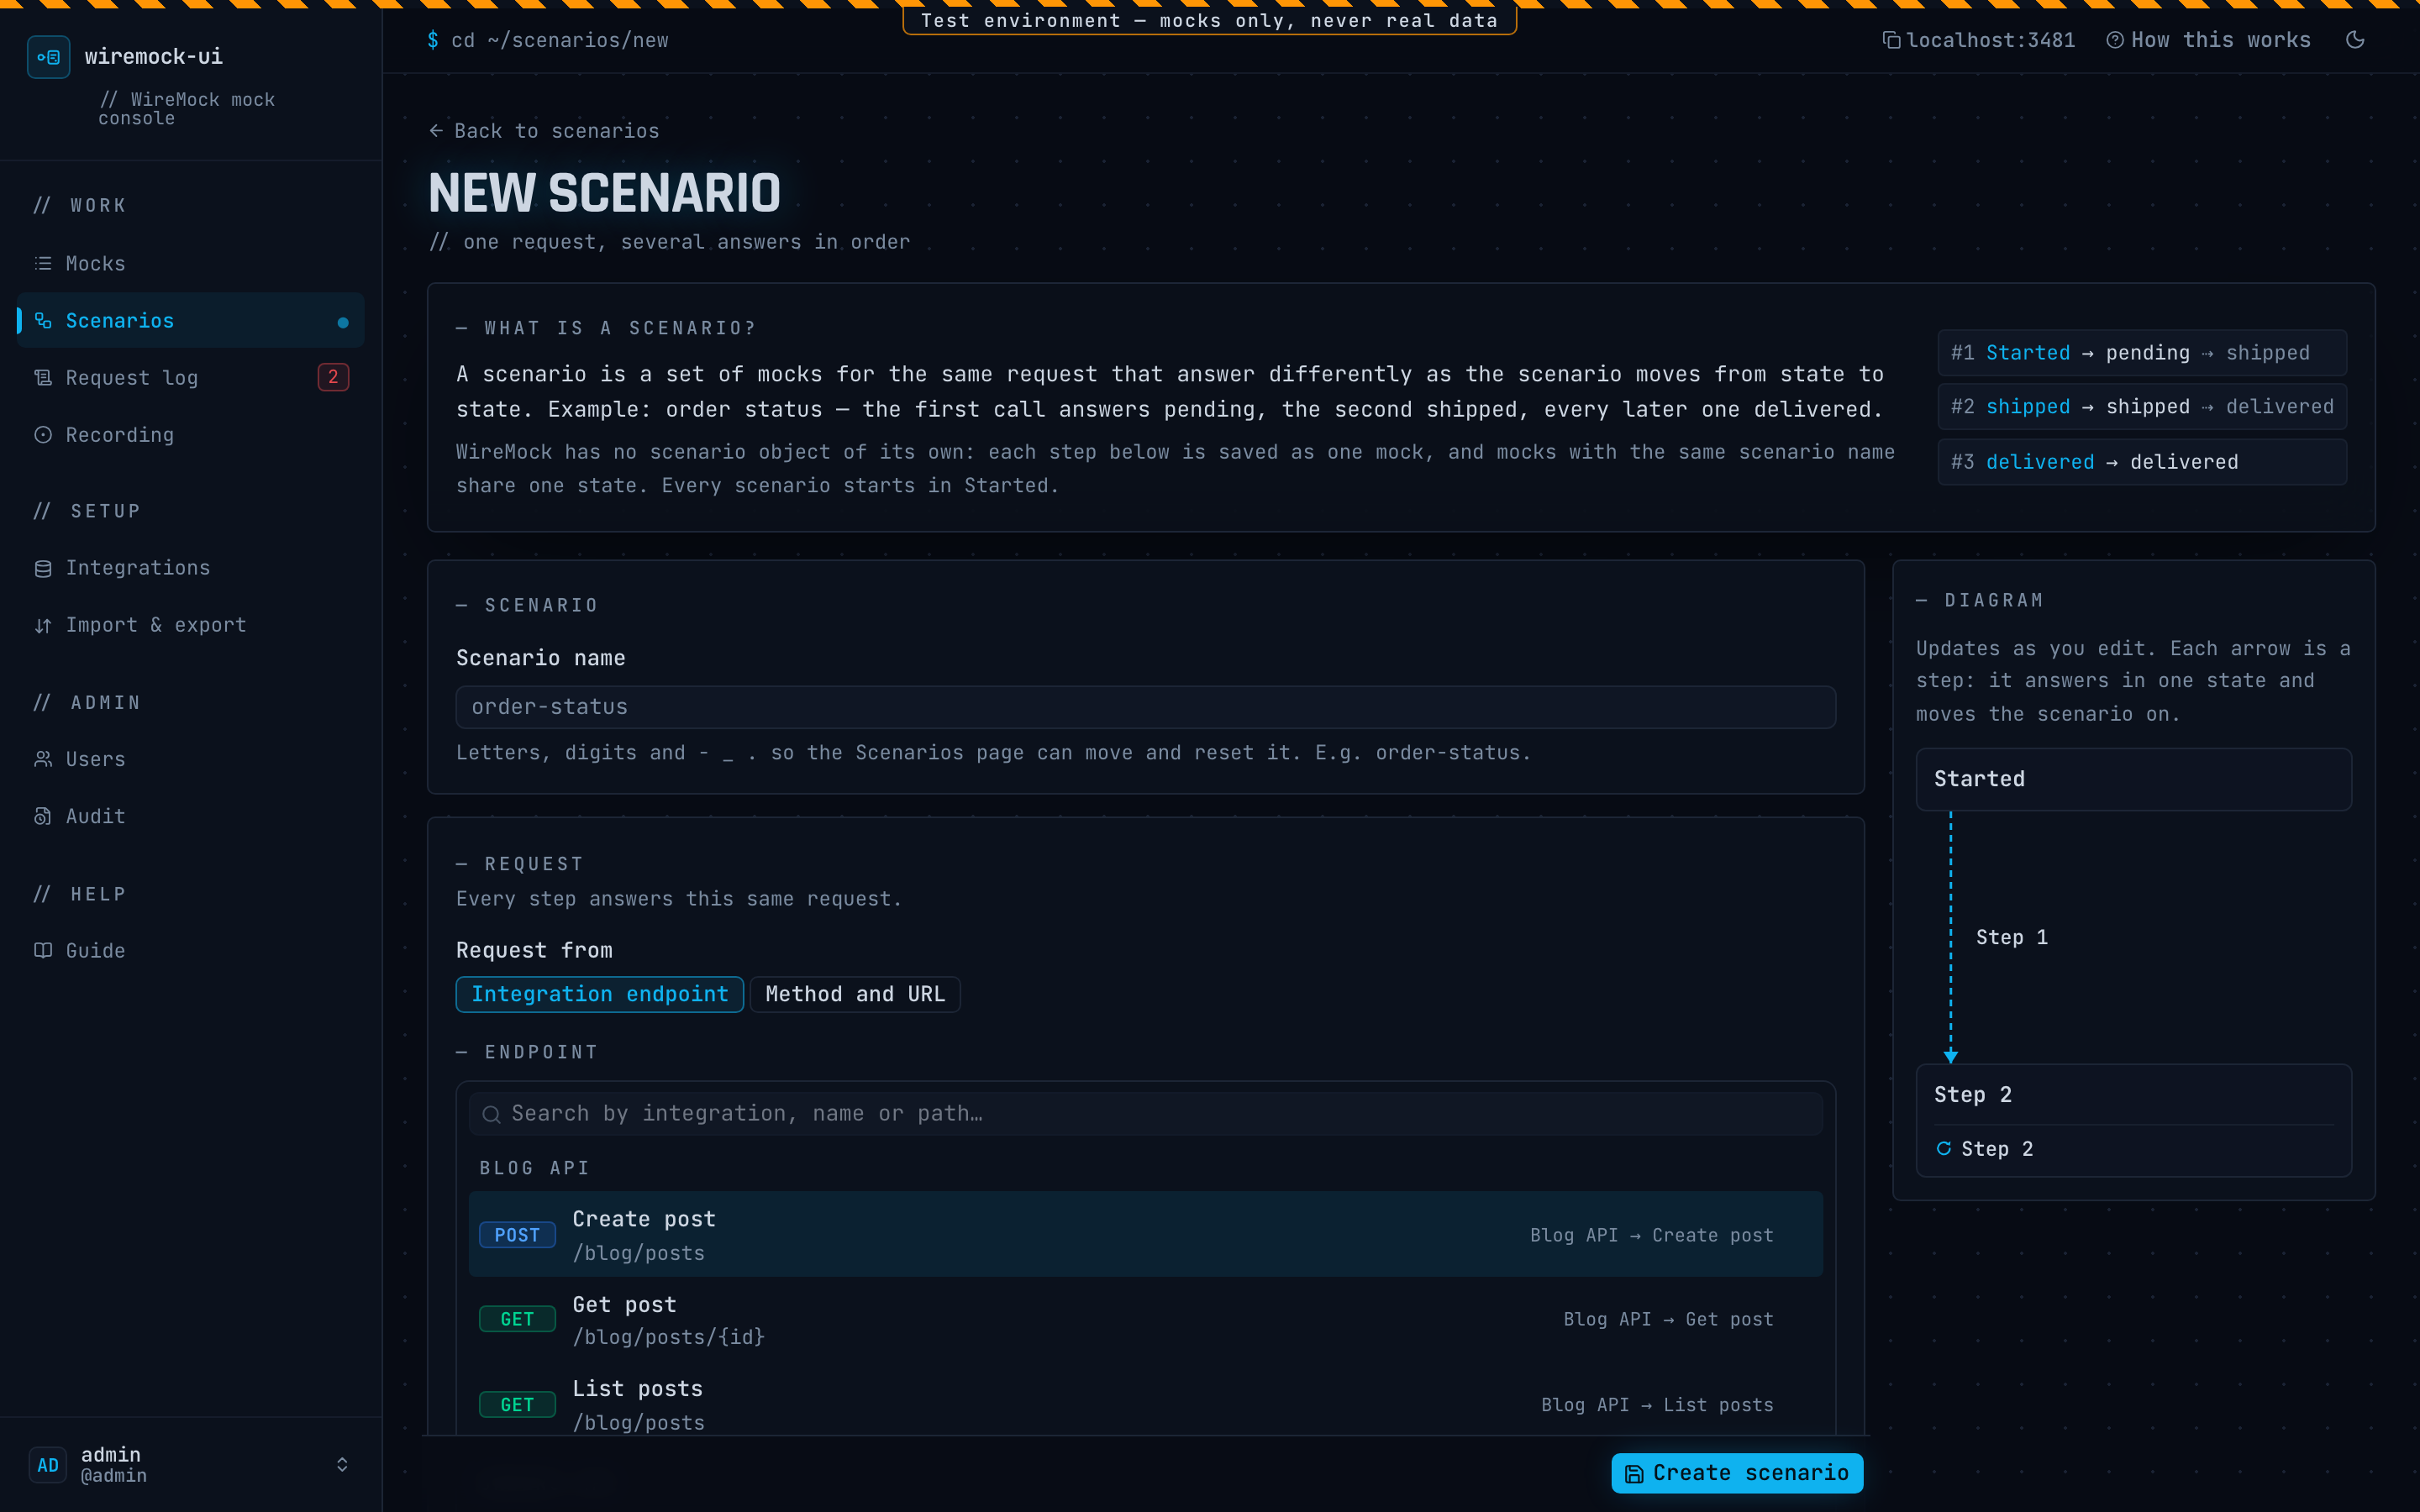 Test environment — mocks only, never real data
wiremock-ui
// WireMock mock
console
$ cd ~/scenarios/new
localhost:3481
How this works
// WORK
Mocks
Scenarios
Request log
2
Recording
// SETUP
Integrations
Import & export
// ADMIN
Users
Audit
// HELP
Guide
AD
admin
@admin
← Back to scenarios
NEW SCENARIO
// one request, several answers in order
— WHAT IS A SCENARIO?
A scenario is a set of mocks for the same request that answer differently as the scenario moves from state to
state. Example: order status — the first call answers pending, the second shipped, every later one delivered.
WireMock has no scenario object of its own: each step below is saved as one mock, and mocks with the same scenario name
share one state. Every scenario starts in Started.
#1 Started → pending ⇢ shipped
#2 shipped → shipped ⇢ delivered
#3 delivered → delivered
— SCENARIO
Scenario name
order-status
Letters, digits and - _ . so the Scenarios page can move and reset it. E.g. order-status.
— REQUEST
Every step answers this same request.
Request from
Integration endpoint
Method and URL
— ENDPOINT
Search by integration, name or path…
BLOG API
POST
Create post
/blog/posts
Blog API → Create post
GET
Get post
/blog/posts/{id}
Blog API → Get post
GET
List posts
/blog/posts
Blog API → List posts
Create scenario
— DIAGRAM
Updates as you edit. Each arrow is a
step: it answers in one state and
moves the scenario on.
Started
Step 1
Step 2
Step 2